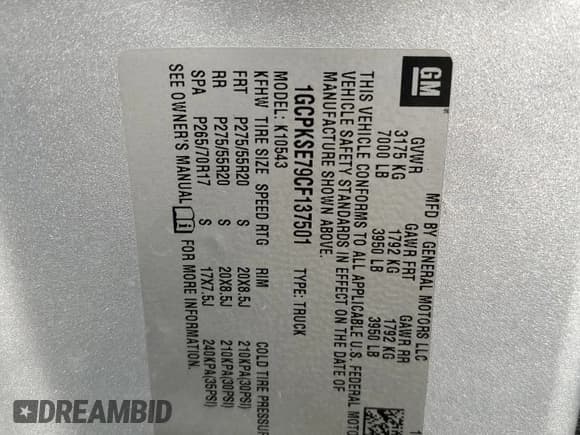 GM
MFD BY GENERAL MOTORS LLC
GVWR GAWR FRT GAWR RR
3175 KG 1792 KG 1792 KG
7000 LB 3950 LB 3950 LB
THIS VEHICLE CONFORMS TO ALL APPLICABLE U.S. FEDERAL
VEHICLE SAFETY STANDARDS IN EFFECT ON THE DATE OF
MANUFACTURE SHOWN ABOVE.
1GCPKSE79CF137501 TYPE: TRUCK
MODEL: K10543
KFHW TIRE SIZE SPEED RTG RIM COLD TIRE
FRT P275/55R20 S 20X8.5J 210KPA(30PSI)
RR P275/55R20 S 20X8.5J 210KPA(30PSI)
SPA P265/70R17 S 17X7.5J 240KPA(35PSI)
SEE OWNER'S MANUAL i FOR MORE INFORMATION.
DREAMBID